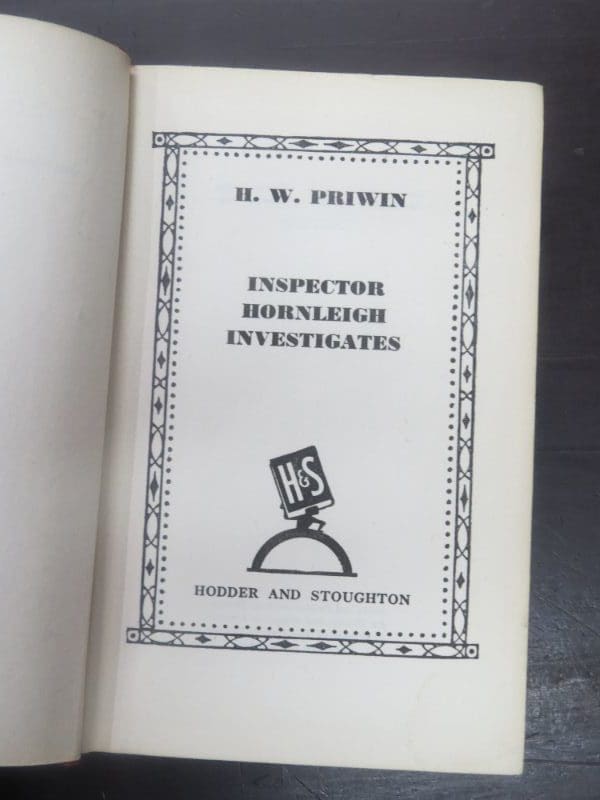 H. W. PRIWIN
INSPECTOR
HORNLEIGH
INVESTIGATES
H&S
HODDER AND STOUGHTON